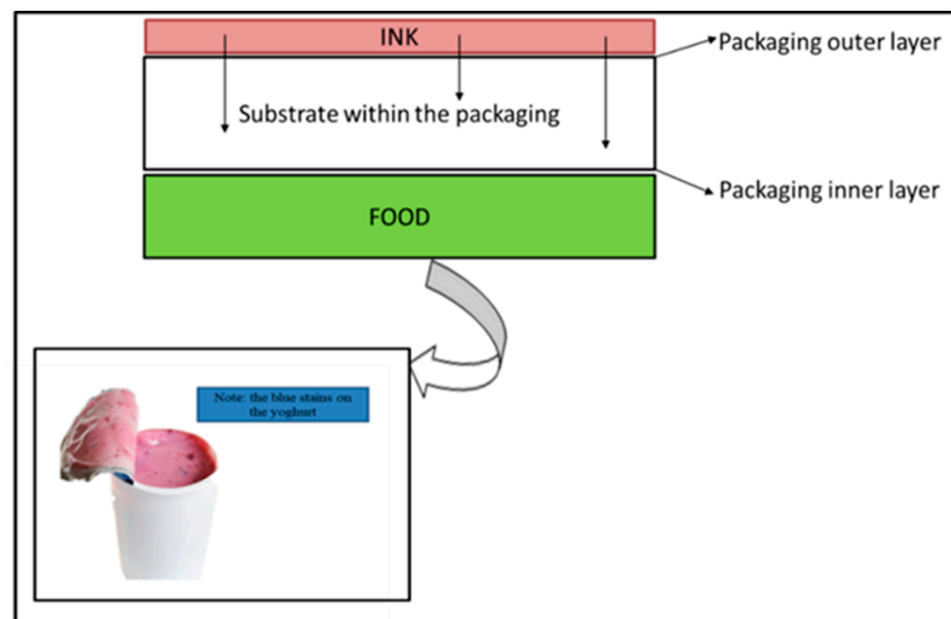 INK
Packaging outer layer
Substrate within the packaging
Packaging inner layer
FOOD
Note: the blue stains on
the yoghurt